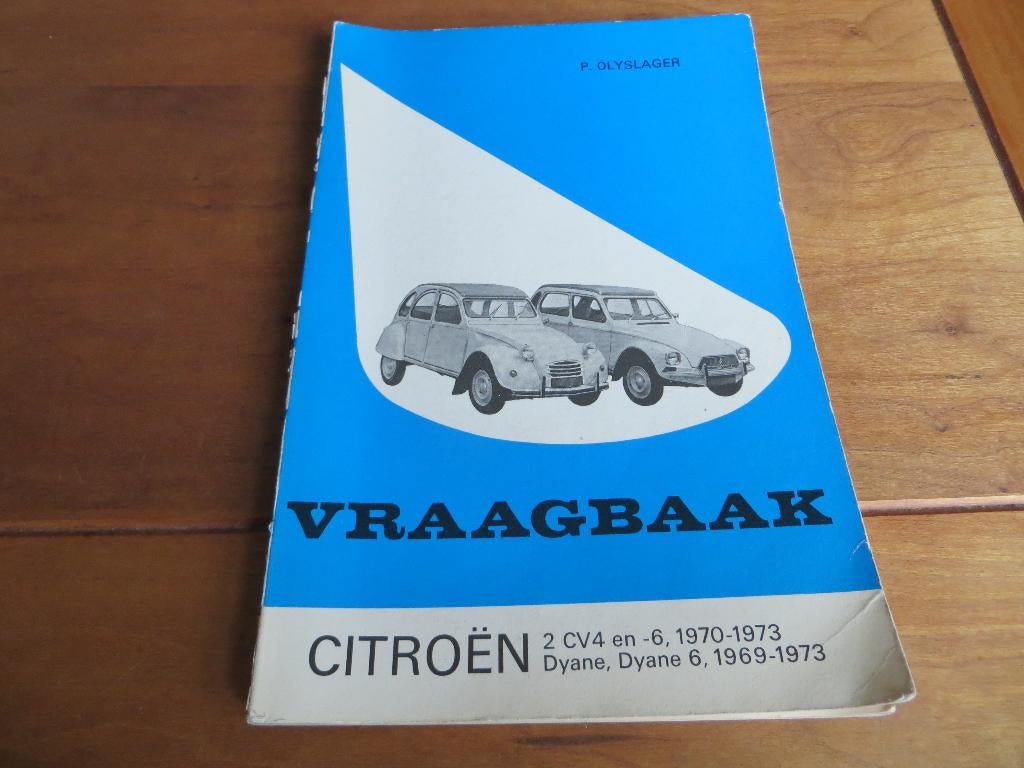 P. OLYSLAGER
VRAAGBAAK
CITROËN
2 CV4 en -6, 1970-1973
Dyane, Dyane 6, 1969-1973